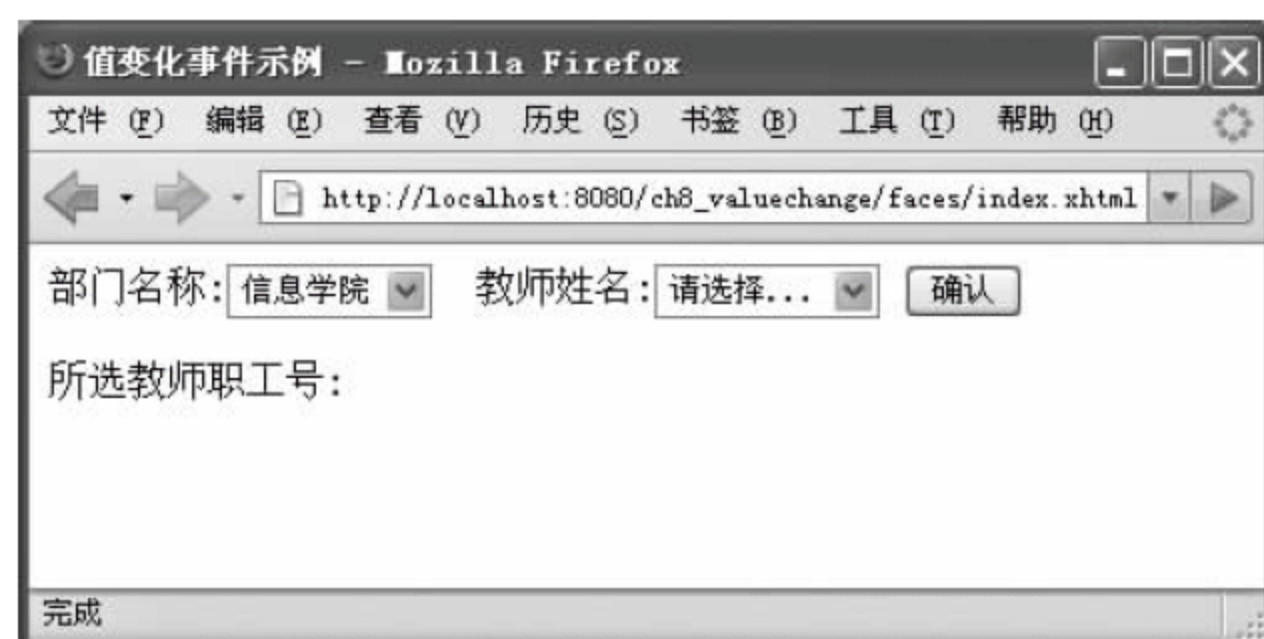 值变化事件示例 - Mozilla Firefox
文件 (F) 编辑 (E) 查看 (V) 历史 (S) 书签 (B) 工具 (T) 帮助 (H)
http://localhost:8080/ch8_valuechange/faces/index.xhtml
部门名称: 信息学院 教师姓名: 请选择... 确认
所选教师职工号:
完成